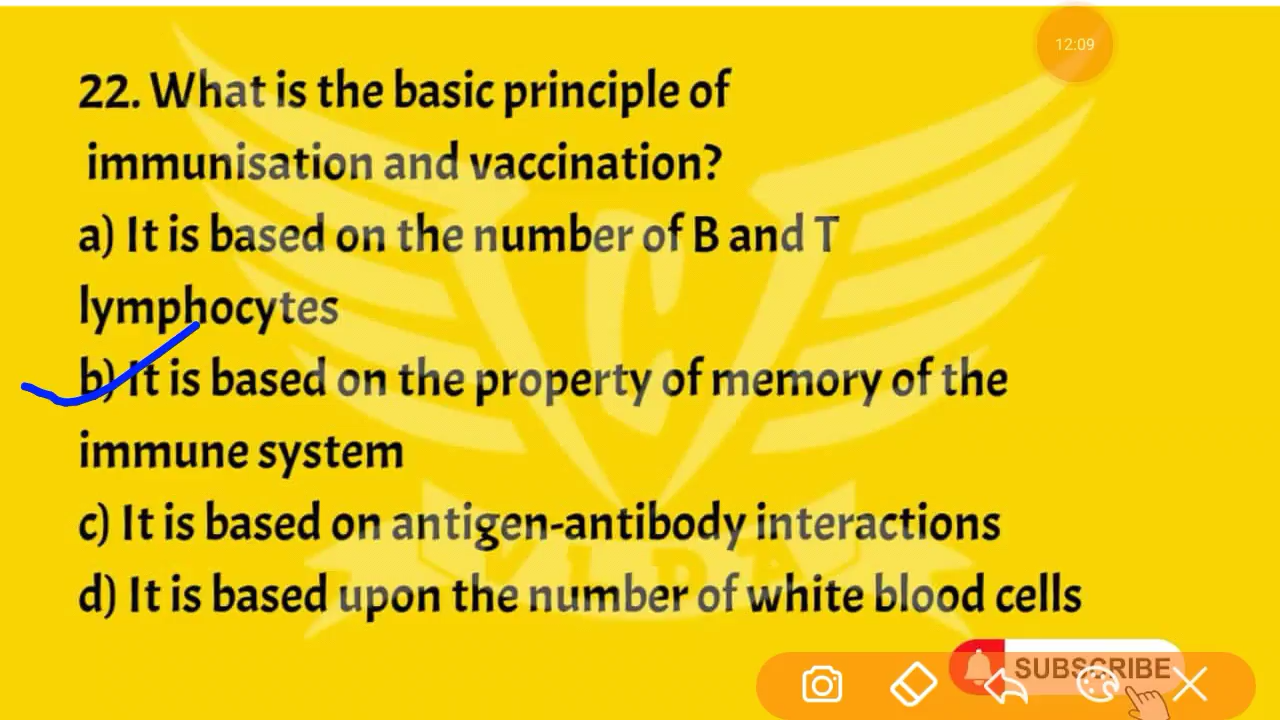 12:09
22. What is the basic principle of
immunisation and vaccination?
a) It is based on the number of B and T
lymphocytes
b) It is based on the property of memory of the
immune system
c) It is based on antigen-antibody interactions
d) It is based upon the number of white blood cells
SUBSCRIBE